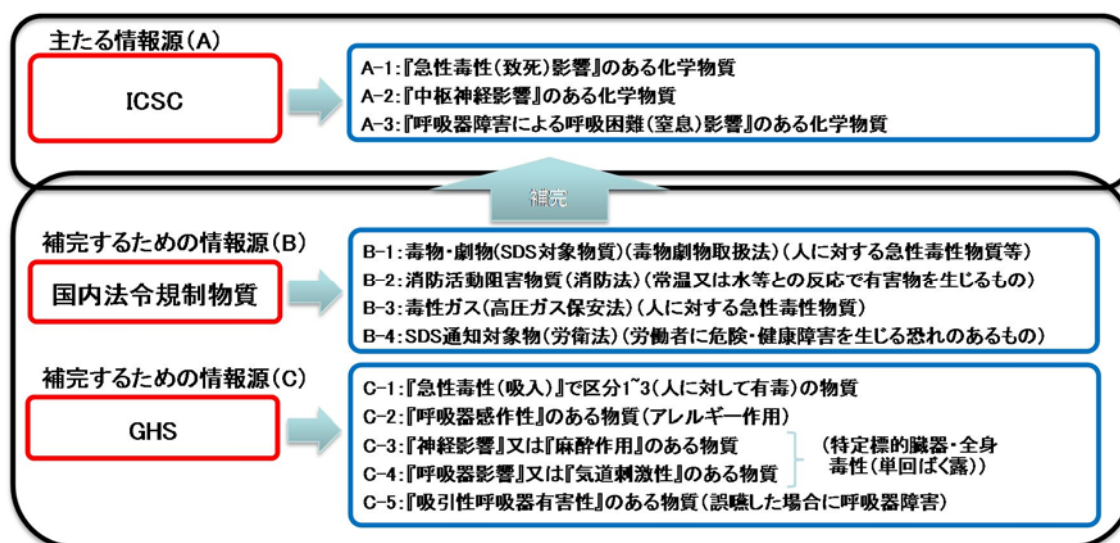 主たる情報源(A)
ICSC
A-1:『急性毒性(致死)影響』のある化学物質
A-2:『中枢神経影響』のある化学物質
A-3:『呼吸器障害による呼吸困難(窒息)影響』のある化学物質
補完
補完するための情報源(B)
国内法令規制物質
B-1:毒物・劇物(SDS対象物質)(毒物劇物取扱法)(人に対する急性毒性物質等)
B-2:消防活動阻害物質(消防法)(常温又は水等との反応で有害物を生じるもの)
B-3:毒性ガス(高圧ガス保安法)(人に対する急性毒性物質)
B-4:SDS通知対象物(労衛法)(労働者に危険・健康障害を生じる恐れのあるもの)
補完するための情報源(C)
GHS
C-1:『急性毒性(吸入)』で区分1~3(人に対して有毒)の物質
C-2:『呼吸器感作性』のある物質(アレルギー作用)
C-3:『神経影響』又は『麻酔作用』のある物質
C-4:『呼吸器影響』又は『気道刺激性』のある物質
(特定標的臓器・全身
毒性(単回ばく露))
C-5:『吸引性呼吸器有害性』のある物質(誤嚥した場合に呼吸器障害)